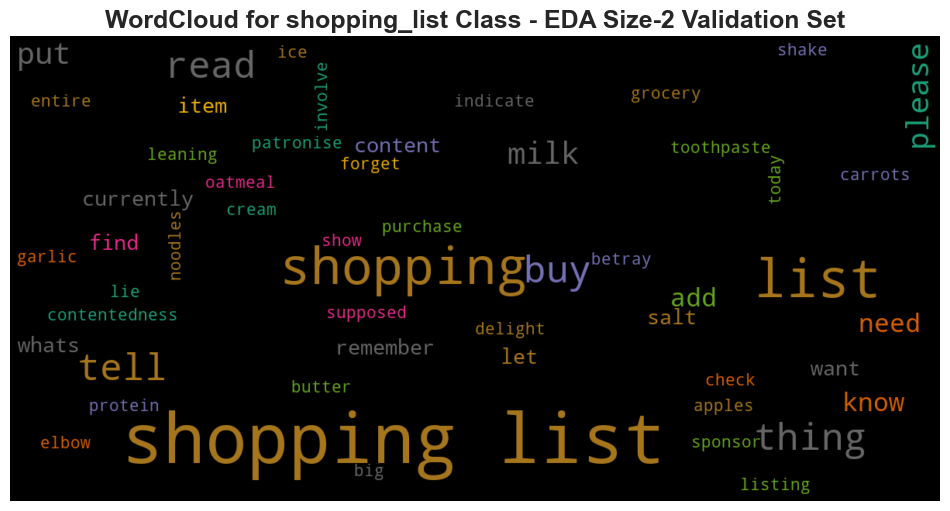 WordCloud for shopping_list Class - EDA Size-2 Validation Set
put
read
ice
shake
please
entire
item
involve
indicate
grocery
leaning
patronise
content
forget
milk
toothpaste
today
carrots
currently
oatmeal
cream
noodles
find
show
purchase
garlic
shopping
buy
betray
list
lie
add
contentedness
supposed
delight
salt
need
whats
remember
let
tell
want
butter
check
protein
apples
know
elbow
shopping list
big
sponsor
thing
listing